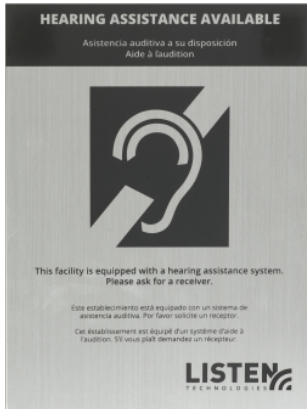 HEARING ASSISTANCE AVAILABLE
Asistencia auditiva a su disposición
Aide à l'audition
This facility is equipped with a hearing assistance system.
Please ask for a receiver.
Este establecimiento está equipado con un sistema de
asistencia auditiva. Por favor solicite un receptor.
Cet établissement est équipé d'un système d'aide à
l'audition. S'il vous plaît demandez un récepteur.
LISTEN
TECHNOLOGIES